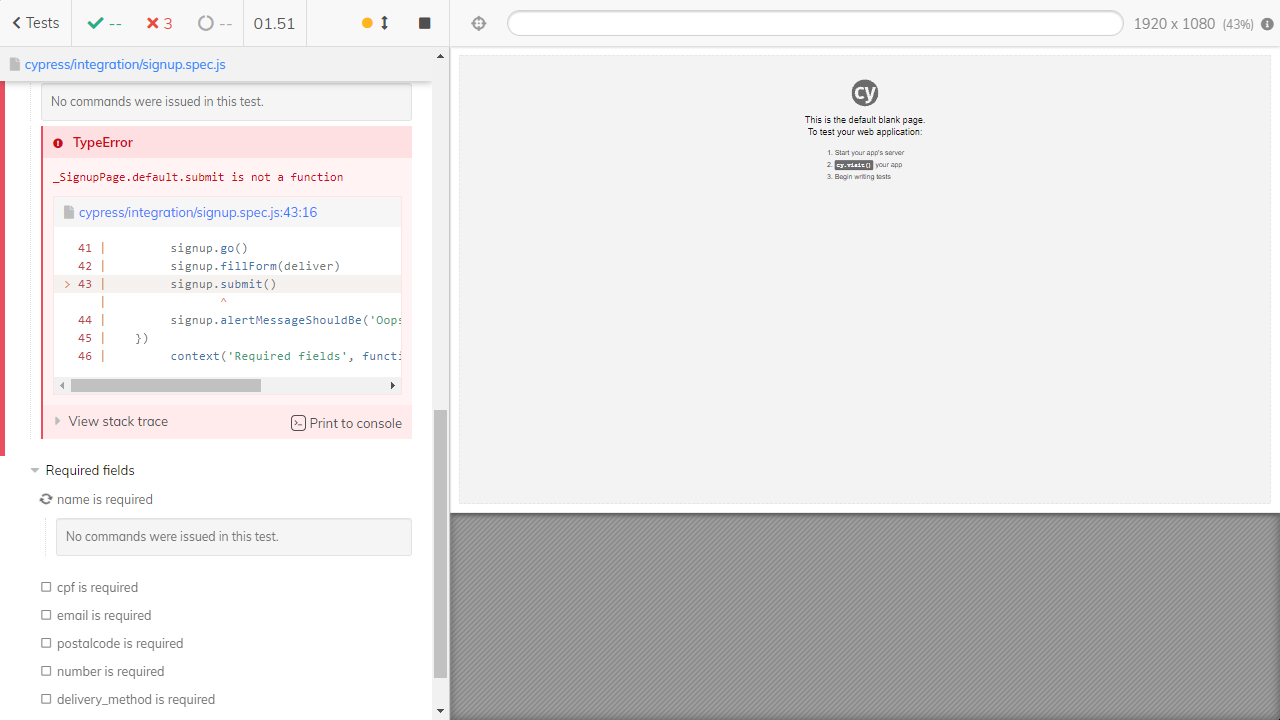 Tests
--
3
--
01.51
1920 x 1080 (43%)
cypress/integration/signup.spec.js
No commands were issued in this test.
TypeError
_SignupPage.default.submit is not a function
cypress/integration/signup.spec.js:43:16
41 | signup.go()
42 | signup.fillForm(deliver)
> 43 | signup.submit()
| ^
44 | signup.alertMessageShouldBe('Oops
45 | })
46 | context('Required fields', functi
View stack trace
Print to console
Required fields
name is required
No commands were issued in this test.
cpf is required
email is required
postalcode is required
number is required
delivery_method is required
cy
This is the default blank page.
To test your web application:
1. Start your app's server
2. cy.visit() your app
3. Begin writing tests